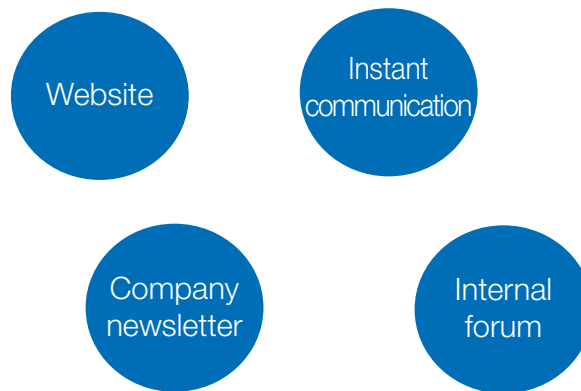 Website
Instant
communication
Company
newsletter
Internal
forum